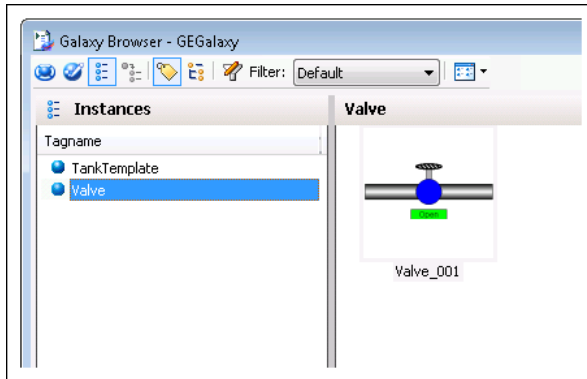 Galaxy Browser - GEGalaxy
Filter: Default
Instances
Valve
Tagname
TankTemplate
Valve
Open
Valve_001